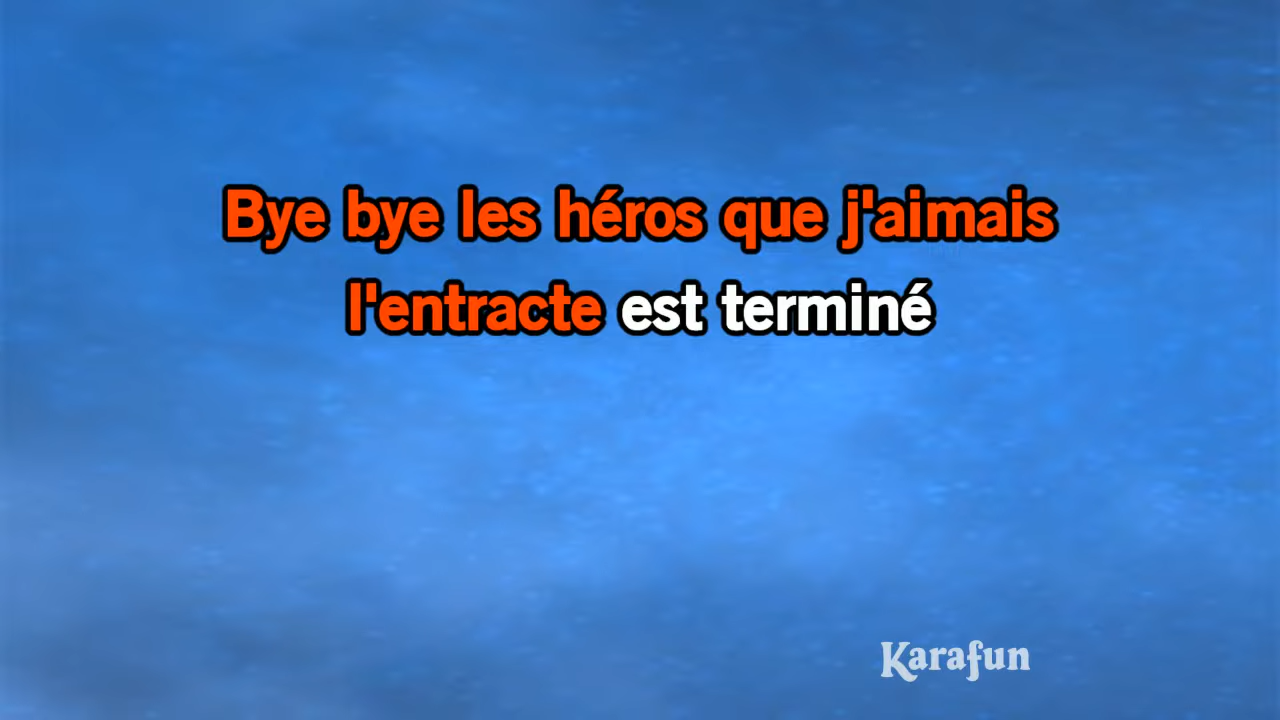 Bye bye les héros que j'aimais
l'entracte est terminé
Karafun